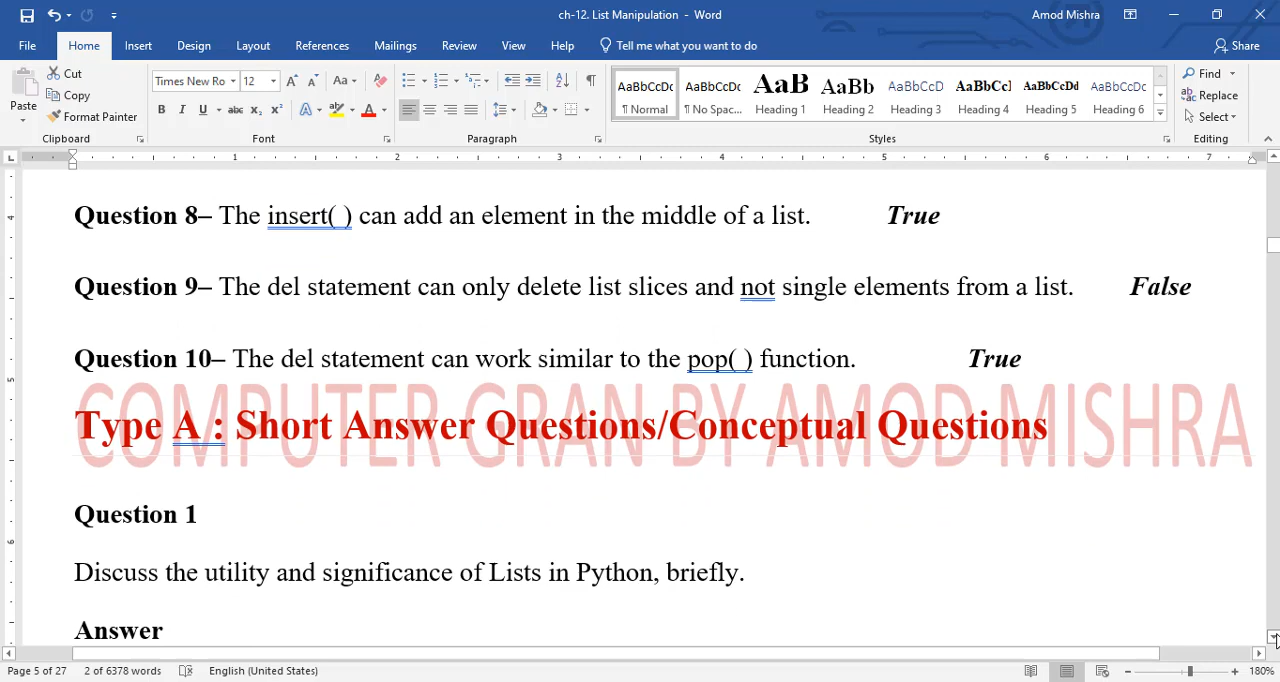 ch-12. List Manipulation - Word
Amod Mishra
File Home Insert Design Layout References Mailings Review View Help Tell me what you want to do Share
Paste
Cut
Copy
Format Painter
Clipboard
Times New Ro 12
Font
Paragraph
AaBbCcDc AaBbCcDc AaB AaBb AaBbCcD AaBbCcI AaBbCcDd AaBbCcDc
¶ Normal ¶ No Spac... Heading 1 Heading 2 Heading 3 Heading 4 Heading 5 Heading 6
Styles
Find
Replace
Select
Editing
1 2 3 4 5 6 7
Question 8– The insert( ) can add an element in the middle of a list. True
Question 9– The del statement can only delete list slices and not single elements from a list. False
Question 10– The del statement can work similar to the pop( ) function. True
COMPUTER GRAN BY AMOD MISHRA
Type A : Short Answer Questions/Conceptual Questions
Question 1
Discuss the utility and significance of Lists in Python, briefly.
Answer
Page 5 of 27 2 of 6378 words English (United States) 180%